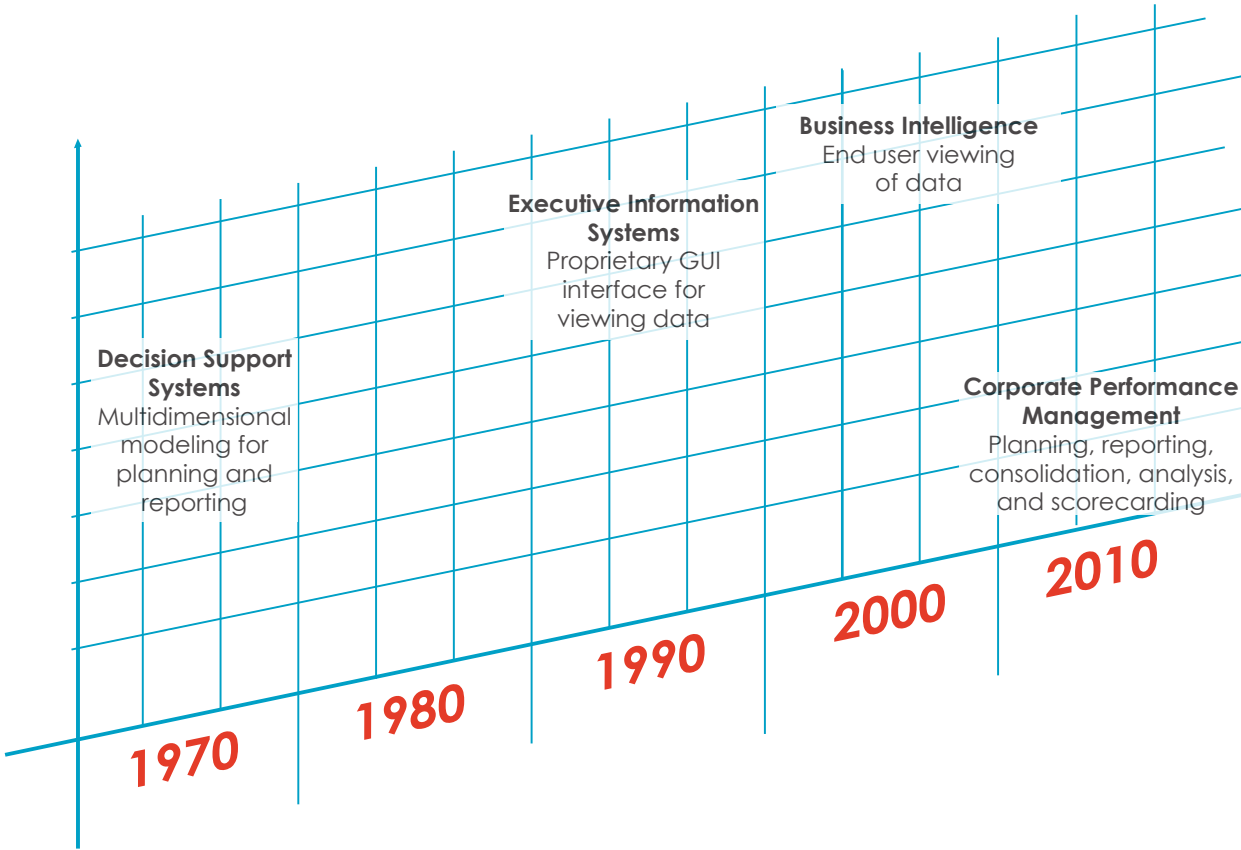 Business Intelligence
End user viewing
of data
Executive Information
Systems
Proprietary GUI
interface for
viewing data
Decision Support
Systems
Multidimensional
modeling for
planning and
reporting
Corporate Performance
Management
Planning, reporting,
consolidation, analysis,
and scorecarding
1970
1980
1990
2000
2010